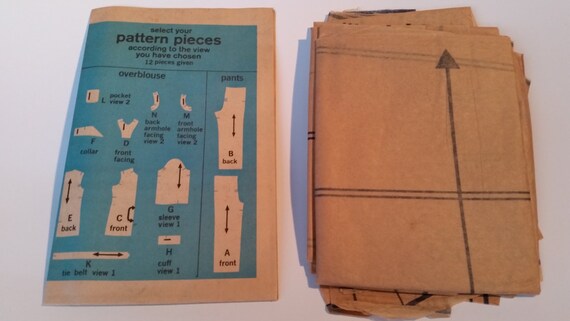 select your
pattern pieces
according to the view
you have chosen
12 pieces given
overblouse
pants
L pocket
view 2
N
back
armhole
facing
view 2
M
front
armhole
facing
view 2
F
collar
D
front
facing
B
back
E
back
C
front
G
sleeve
view 1
H
cuff
view 1
K
tie belt view 1
A
front